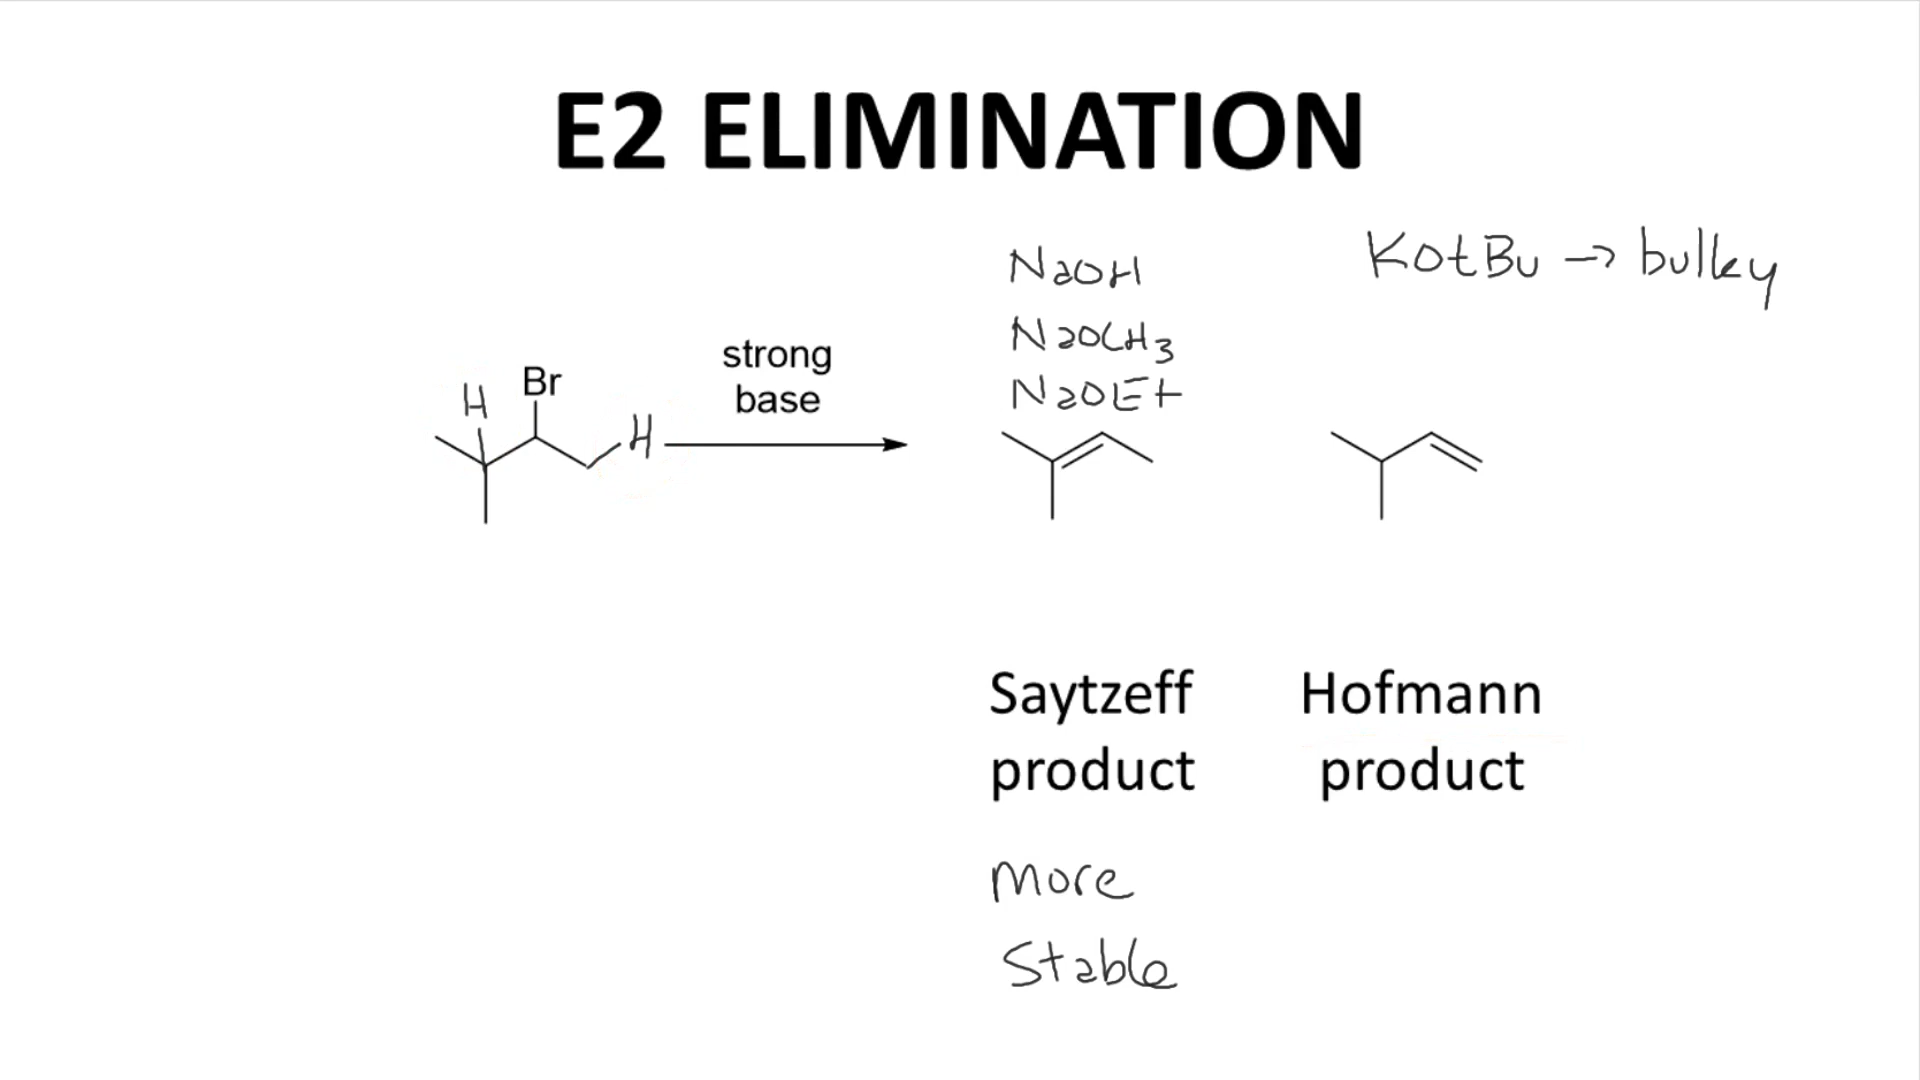 E2 ELIMINATION
NaOH
NaOCH3
NaOEt
KOtBu → bulky
H
Br
H
strong
base
Saytzeff
product
Hofmann
product
More
Stable